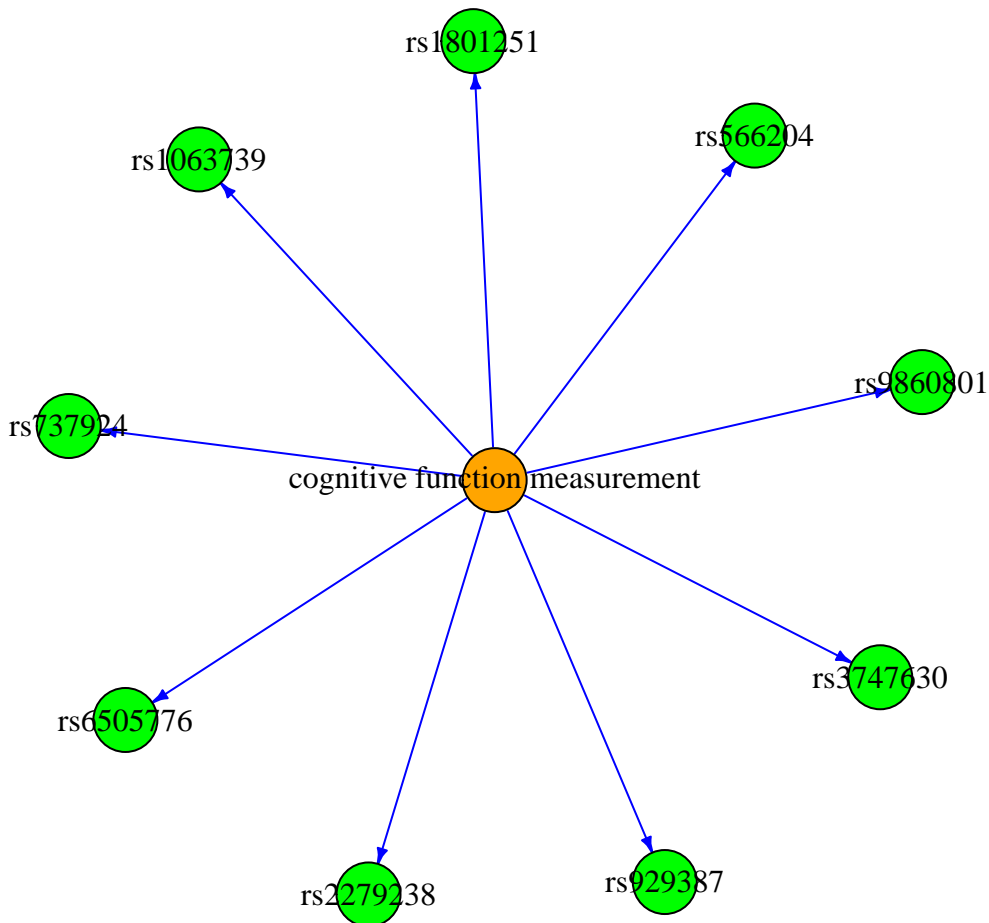 rs1801251
rs566204
rs1063739
rs9860801
rs737924
cognitive function measurement
rs3747630
rs6505776
rs929387
rs2279238